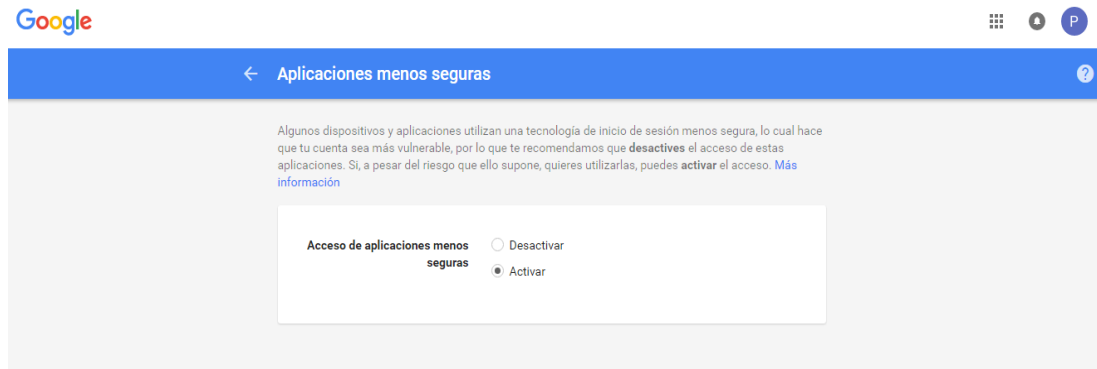 Google
P
Aplicaciones menos seguras
?
Algunos dispositivos y aplicaciones utilizan una tecnología de inicio de sesión menos segura, lo cual hace
que tu cuenta sea más vulnerable, por lo que te recomendamos que desactives el acceso de estas
aplicaciones. Si, a pesar del riesgo que ello supone, quieres utilizarlas, puedes activar el acceso. Más
información
Acceso de aplicaciones menos
seguras
Desactivar
Activar